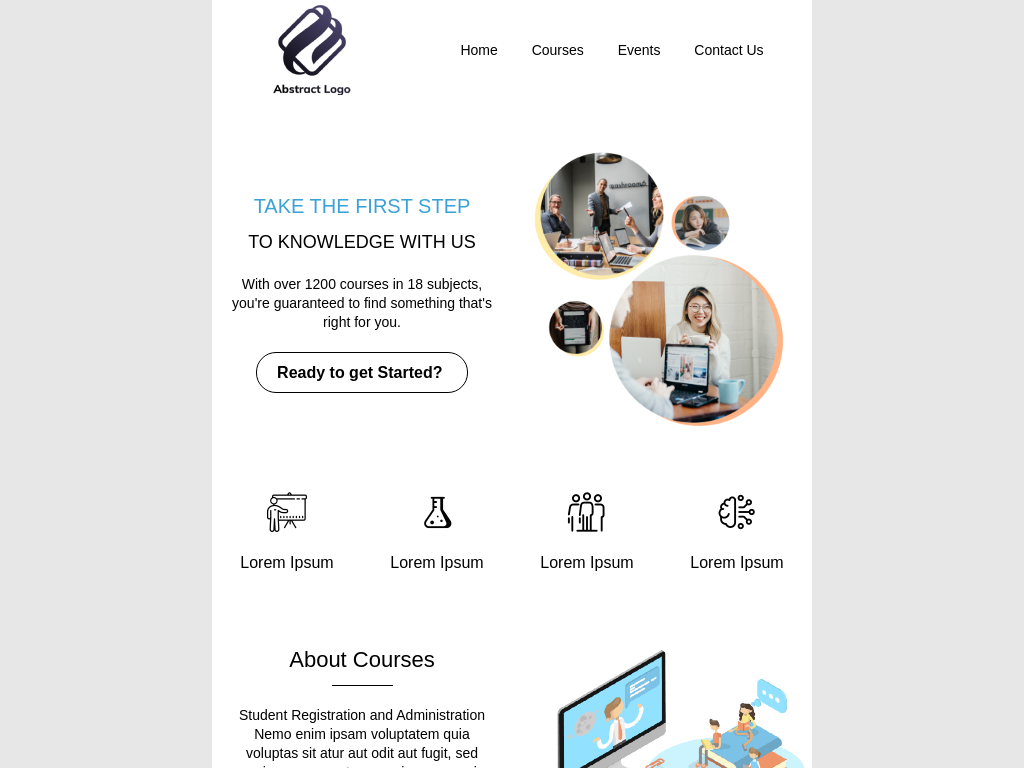 Abstract Logo
Home Courses Events Contact Us
TAKE THE FIRST STEP
TO KNOWLEDGE WITH US
With over 1200 courses in 18 subjects,
you're guaranteed to find something that's
right for you.
Ready to get Started?
Lorem Ipsum Lorem Ipsum Lorem Ipsum Lorem Ipsum
About Courses
Student Registration and Administration
Nemo enim ipsam voluptatem quia
voluptas sit atur aut odit aut fugit, sed